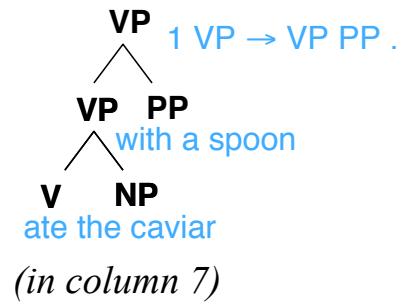 VP 1 VP → VP PP .
VP PP
with a spoon
V NP
ate the caviar
(in column 7)